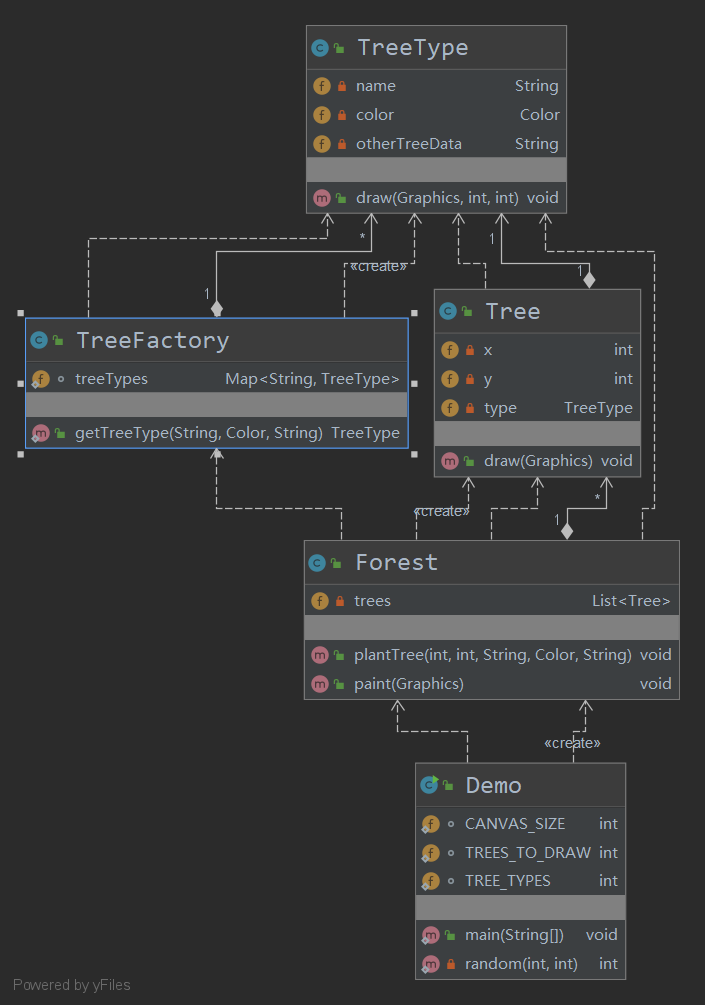 TreeType
name String
color Color
otherTreeData String
draw(Graphics, int, int) void
* 1
«create»
1 1
TreeFactory
treeTypes Map<String, TreeType>
getTreeType(String, Color, String) TreeType
Tree
x int
y int
type TreeType
draw(Graphics) void
«create»
*
1
Forest
trees List<Tree>
plantTree(int, int, String, Color, String) void
paint(Graphics) void
«create»
Demo
CANVAS_SIZE int
TREES_TO_DRAW int
TREE_TYPES int
main(String[]) void
random(int, int) int
Powered by yFiles